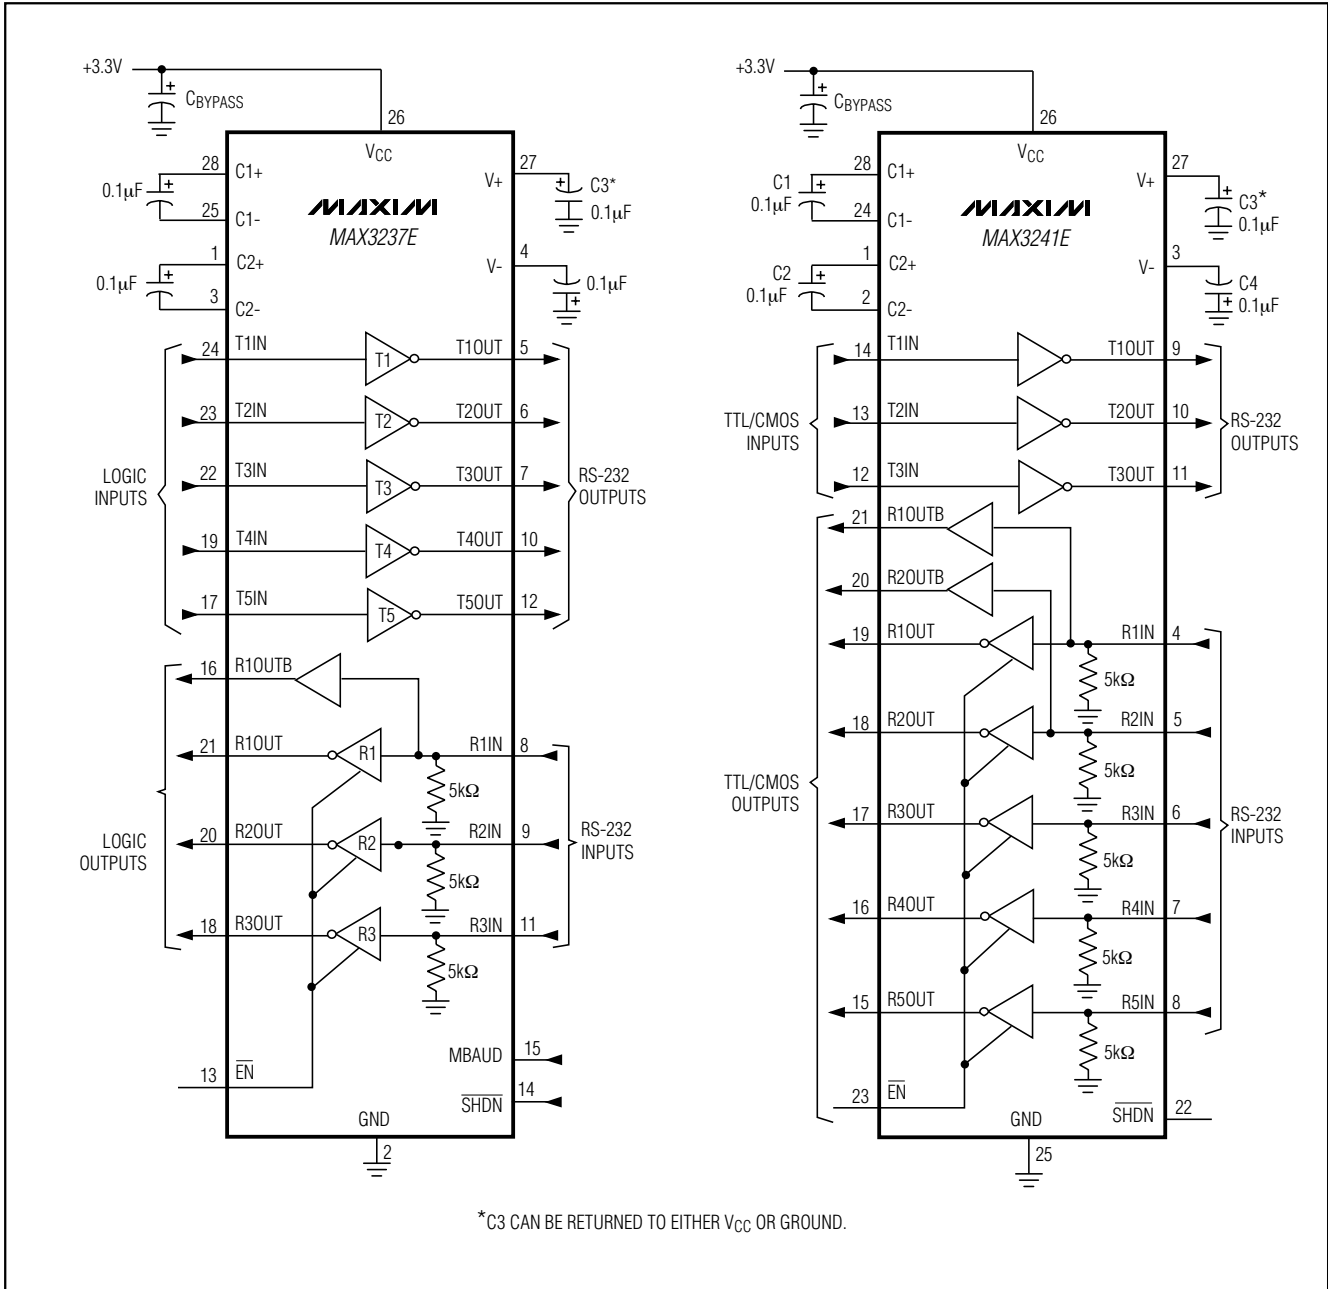 +3.3V
CBYPASS
26
VCC
28
C1+
0.1µF
25
C1-
1
C2+
0.1µF
3
C2-
MAXIM
MAX3237E
27
V+
C3*
0.1µF
4
V-
0.1µF
24 T1IN T1 T1OUT 5
23 T2IN T2 T2OUT 6
22 T3IN T3 T3OUT 7
19 T4IN T4 T4OUT 10
17 T5IN T5 T5OUT 12
LOGIC
INPUTS
RS-232
OUTPUTS
16 R1OUTB
21 R1OUT R1 R1IN 8
5kΩ
20 R2OUT R2 R2IN 9
5kΩ
18 R3OUT R3 R3IN 11
5kΩ
LOGIC
OUTPUTS
RS-232
INPUTS
MBAUD 15
13 EN
SHDN 14
GND
2
+3.3V
CBYPASS
26
VCC
28
C1+
C1
0.1µF
24
C1-
1
C2+
C2
0.1µF
2
C2-
MAXIM
MAX3241E
27
V+
C3*
0.1µF
3
V-
C4
0.1µF
14 T1IN T1OUT 9
13 T2IN T2OUT 10
12 T3IN T3OUT 11
TTL/CMOS
INPUTS
RS-232
OUTPUTS
21 R1OUTB
20 R2OUTB
19 R1OUT R1IN 4
5kΩ
18 R2OUT R2IN 5
5kΩ
17 R3OUT R3IN 6
5kΩ
16 R4OUT R4IN 7
5kΩ
15 R5OUT R5IN 8
5kΩ
TTL/CMOS
OUTPUTS
RS-232
INPUTS
23 EN
SHDN 22
GND
25
*C3 CAN BE RETURNED TO EITHER VCC OR GROUND.